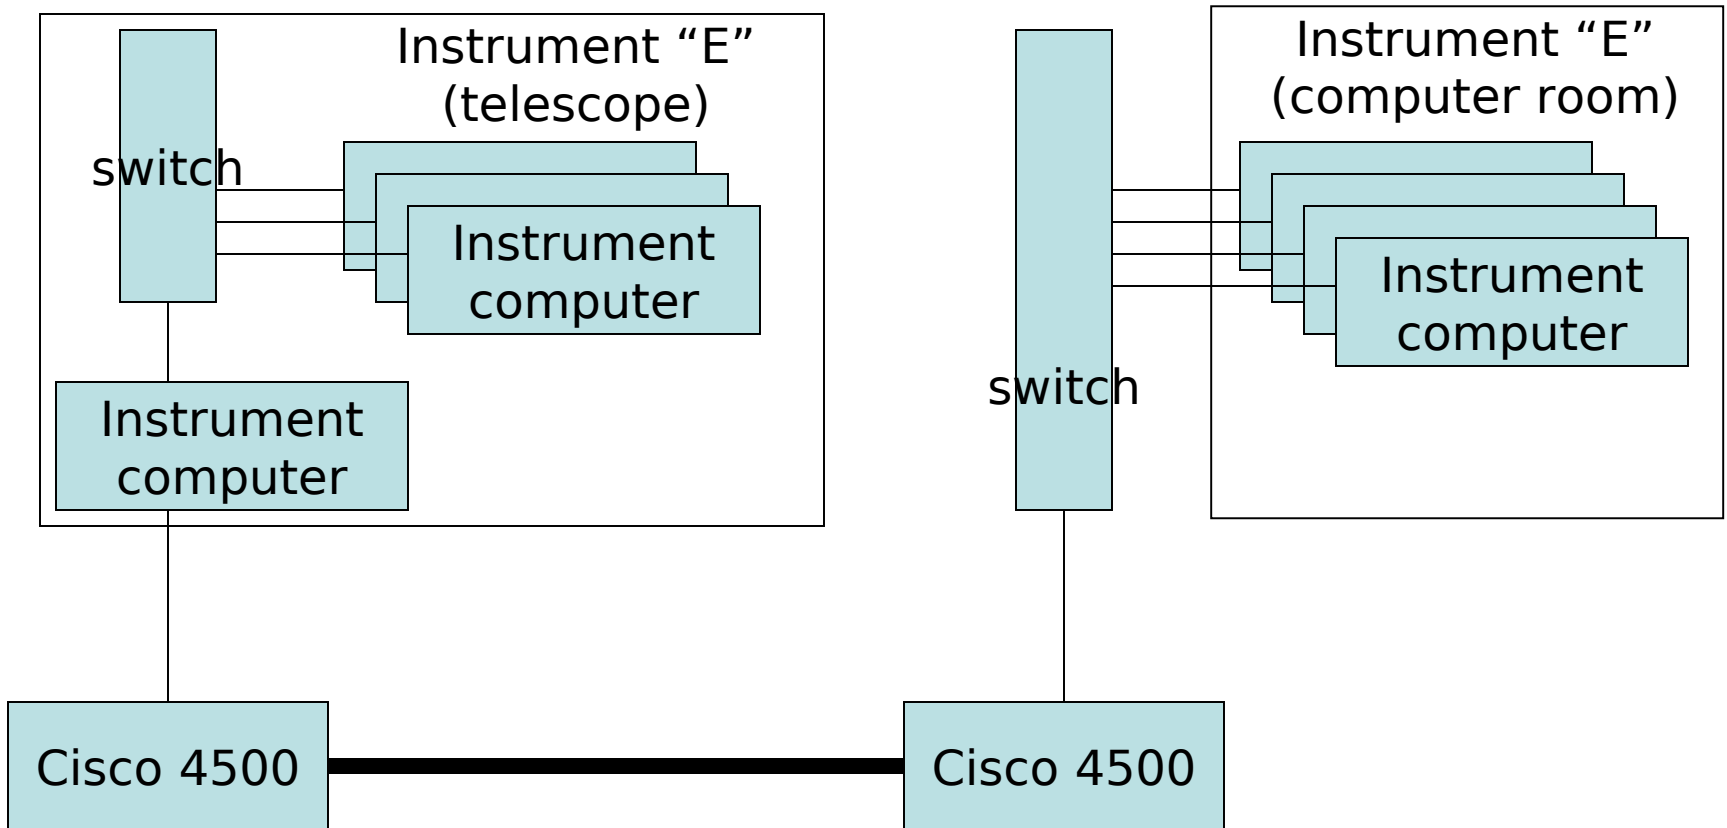 Instrument “E”
(telescope)
switch
Instrument
computer
Instrument
computer
Cisco 4500
Instrument “E”
(computer room)
Instrument
computer
switch
Cisco 4500